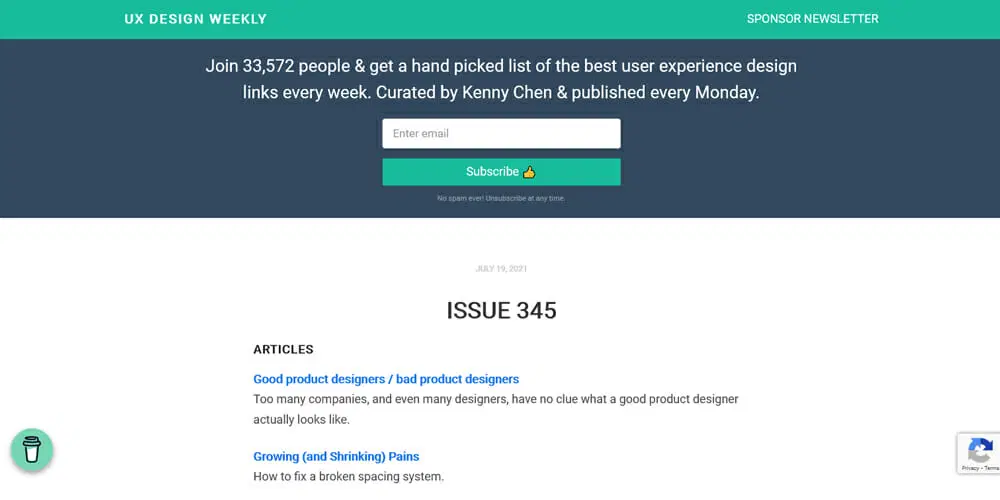 UX DESIGN WEEKLY
SPONSOR NEWSLETTER
Join 33,572 people & get a hand picked list of the best user experience design
links every week. Curated by Kenny Chen & published every Monday.
Enter email
Subscribe 👍
No spam ever! Unsubscribe at any time.
JULY 19, 2021
ISSUE 345
ARTICLES
Good product designers / bad product designers
Too many companies, and even many designers, have no clue what a good product designer
actually looks like.
Growing (and Shrinking) Pains
How to fix a broken spacing system.
Privacy - Terms